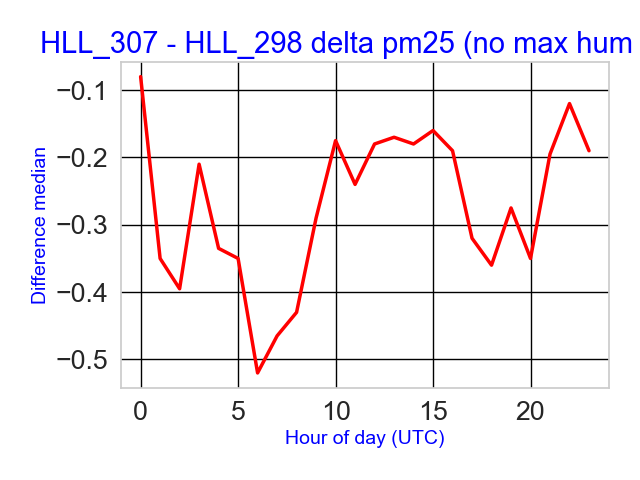 HLL_307 - HLL_298 delta pm25 (no max hum
−0.1
−0.2
−0.3
−0.4
−0.5
Difference median
0 5 10 15 20
Hour of day (UTC)